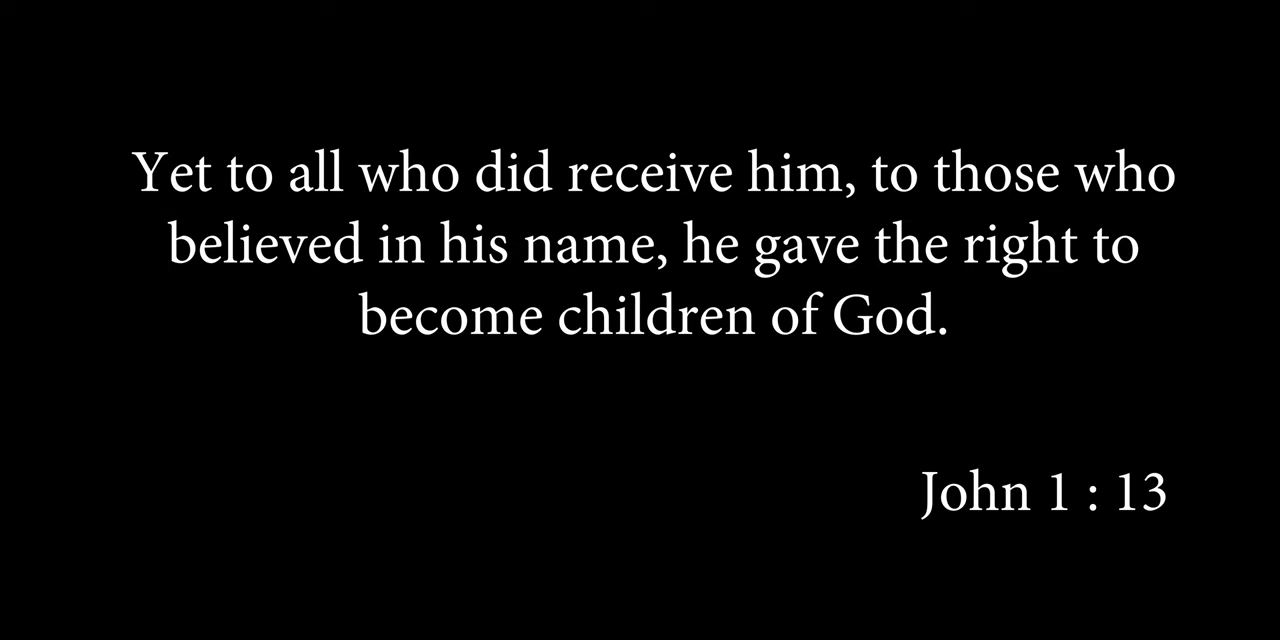 Yet to all who did receive him, to those who
believed in his name, he gave the right to
become children of God.
John 1 : 13